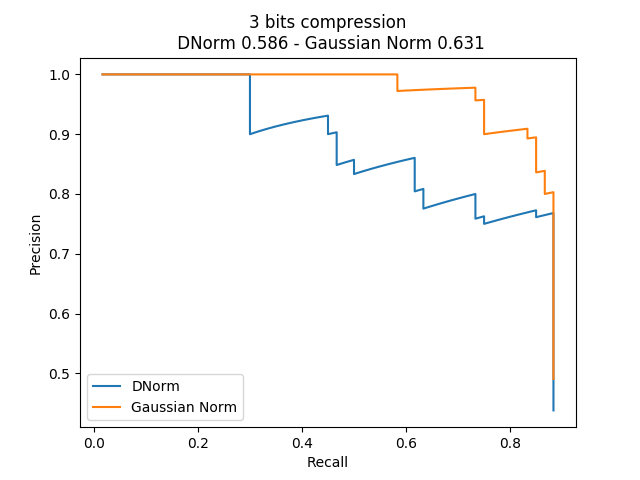 3 bits compression
DNorm 0.586 - Gaussian Norm 0.631
1.0
0.9
0.8
0.7
0.6
0.5
Precision
DNorm
Gaussian Norm
0.0
0.2
0.4
0.6
0.8
Recall